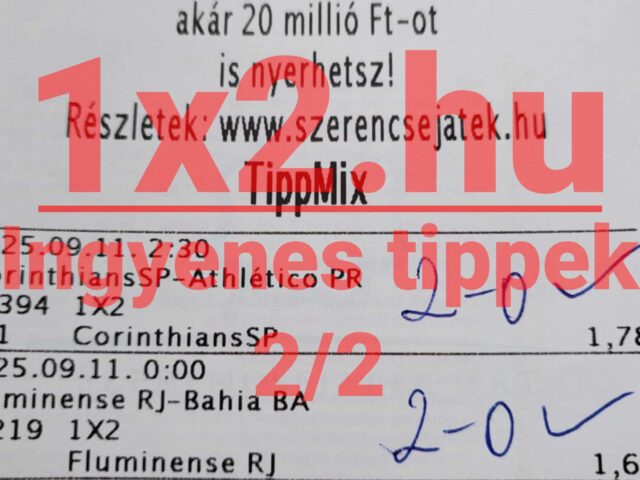 akár 20 millió Ft-ot
is nyerhetsz!
1x2.hu
Részletek: www.szerencsejatek.hu
TippMix
25.09.11. 2:30
Ingyenes tippek
orinthiansSP-Athlético PR
2-0 ✓
394 1X2
1 CorinthiansSP 1,78
2/2
25.09.11. 0:00
uminense RJ-Bahia BA
2-0 ✓
219 1X2
Fluminense RJ 1,6